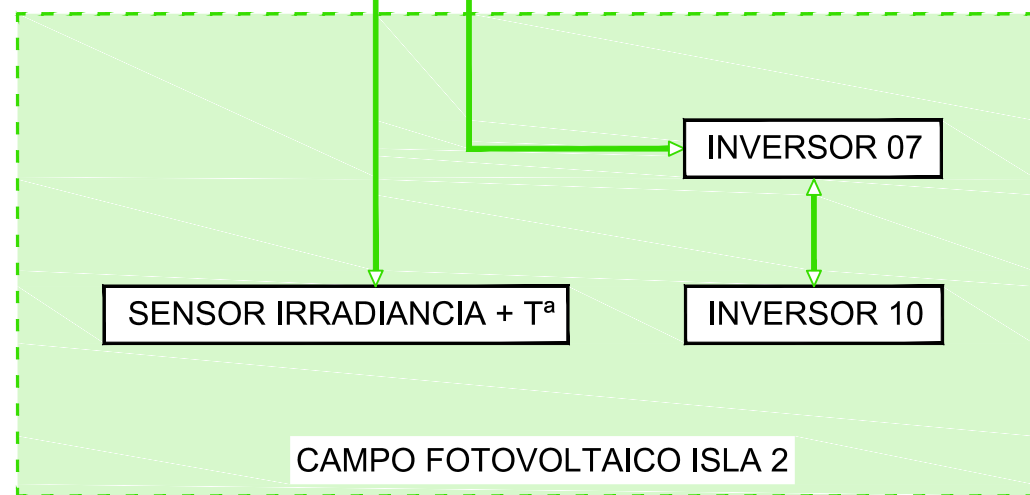 INVERSOR 07
SENSOR IRRADIANCIA + Tª
INVERSOR 10
CAMPO FOTOVOLTAICO ISLA 2